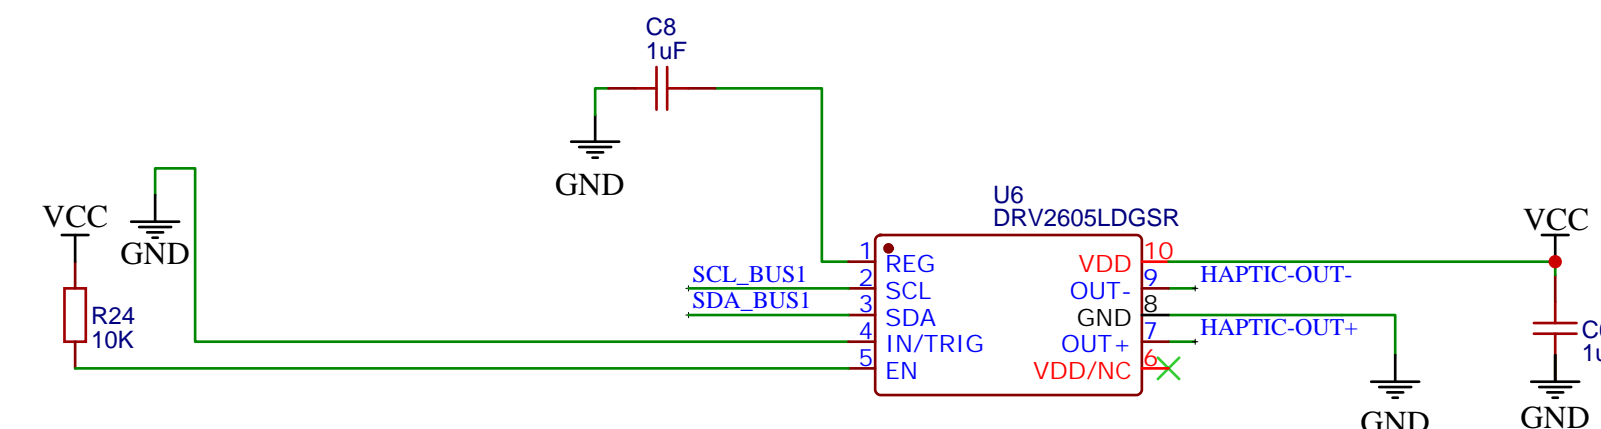 C8
1uF
GND
VCC
GND
R24
10K
U6
DRV2605LDGSR
SCL_BUS1
SDA_BUS1
1
2
3
4
5
REG
SCL
SDA
IN/TRIG
EN
VDD
OUT-
GND
OUT+
VDD/NC
10
9
8
7
6
HAPTIC-OUT-
HAPTIC-OUT+
GND
VCC
GND